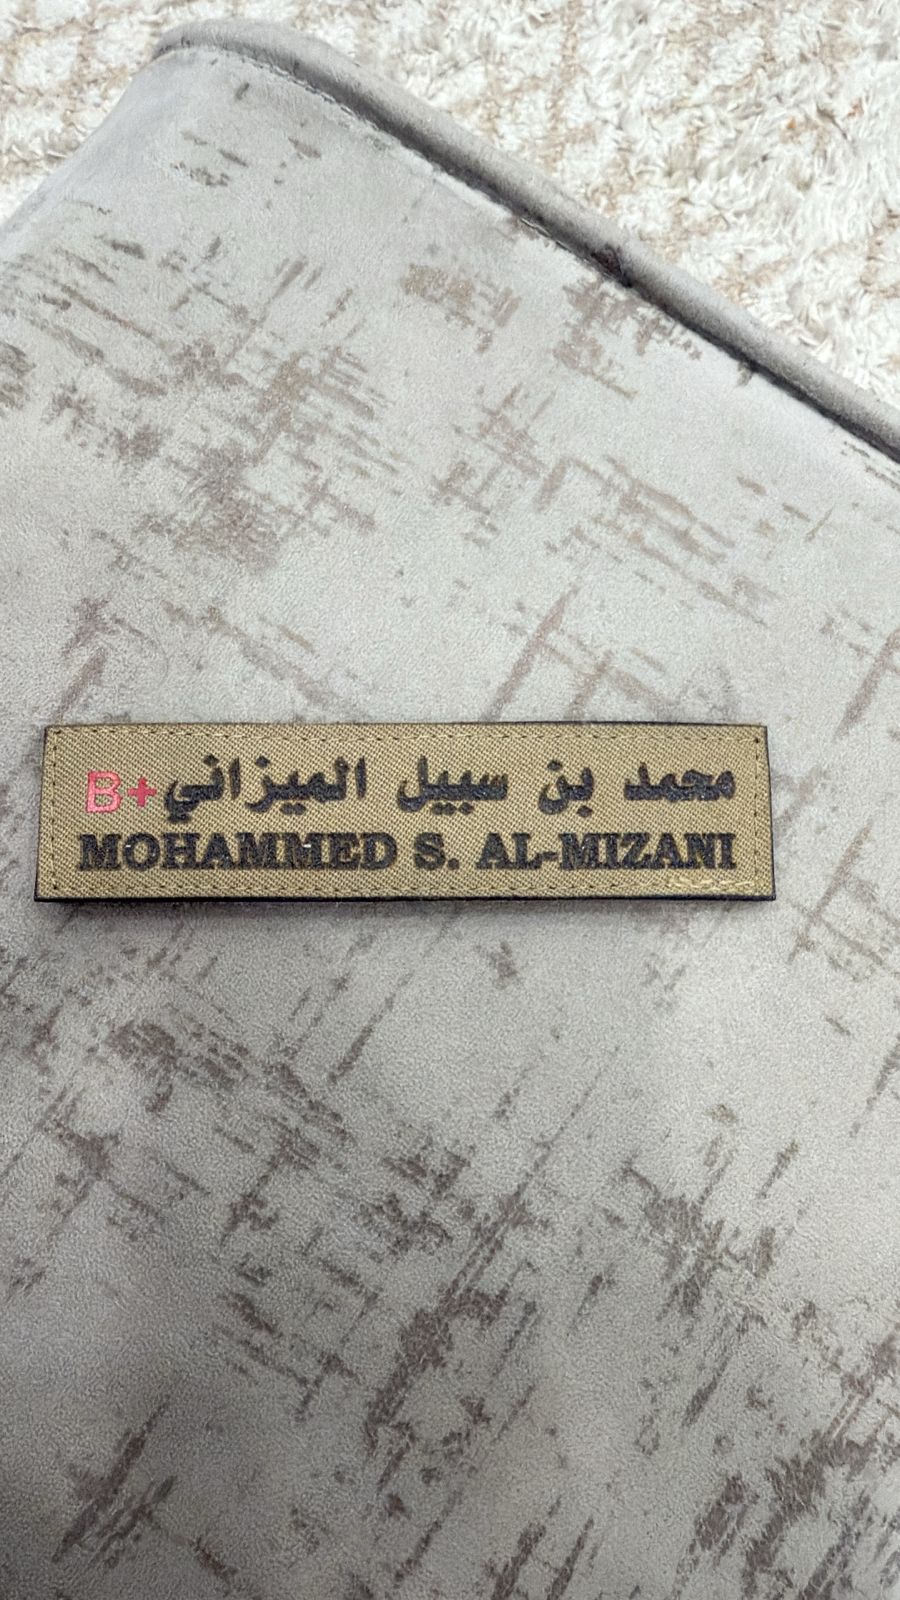 محمد بن سبيل الميزاني B+
MOHAMMED S. AL-MIZANI